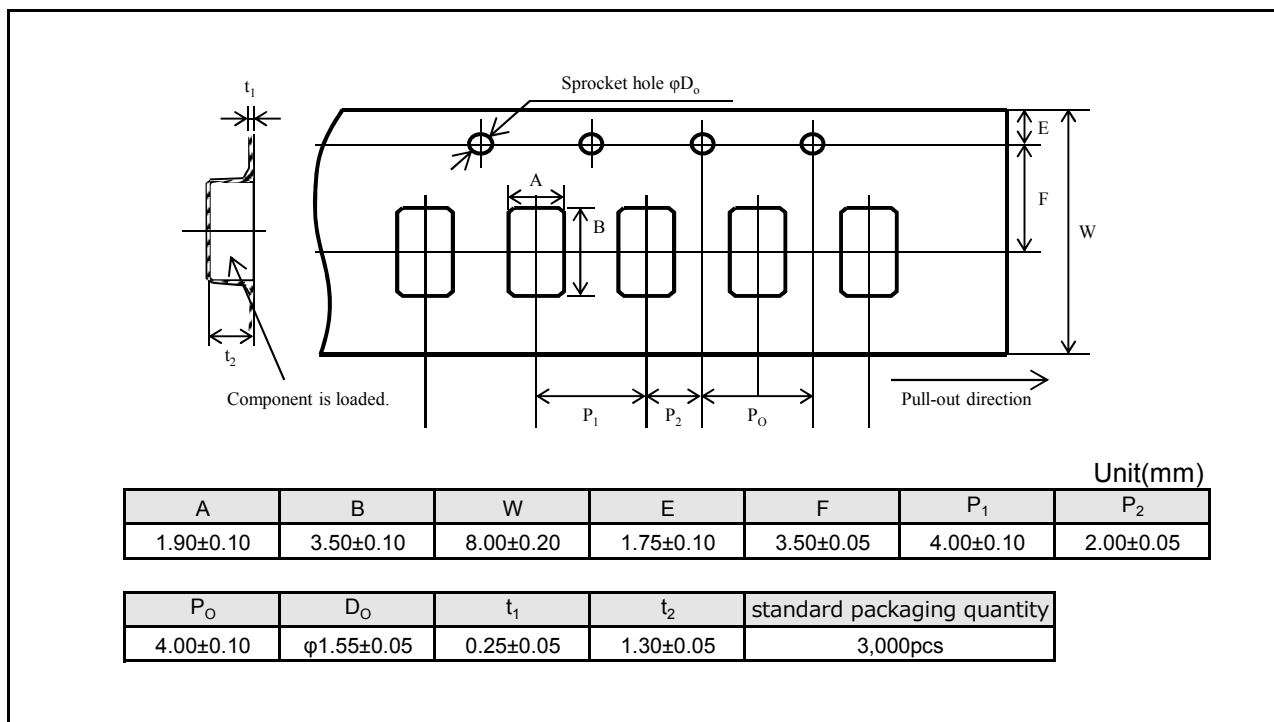 t₁
Sprocket hole φDₒ
E
A
F
B
W
t₂
Component is loaded.
P₁
P₂
P_O
Pull-out direction
Unit(mm)
A B W E F P₁ P₂
1.90±0.10 3.50±0.10 8.00±0.20 1.75±0.10 3.50±0.05 4.00±0.10 2.00±0.05
P_O D_O t₁ t₂ standard packaging quantity
4.00±0.10 φ1.55±0.05 0.25±0.05 1.30±0.05 3,000pcs